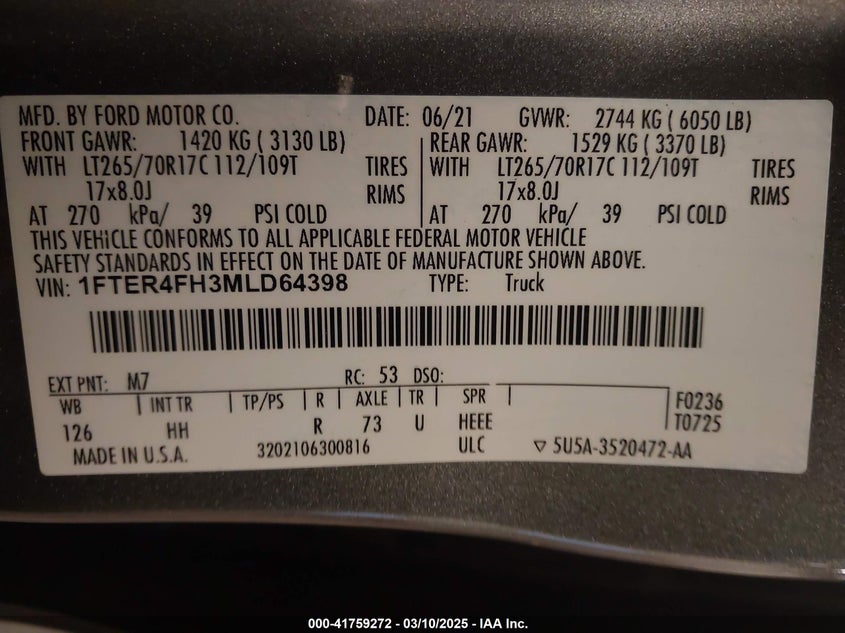 MFD. BY FORD MOTOR CO. DATE: 06/21 GVWR: 2744 KG ( 6050 LB)
FRONT GAWR: 1420 KG ( 3130 LB) REAR GAWR: 1529 KG ( 3370 LB)
WITH LT265/70R17C 112/109T TIRES WITH LT265/70R17C 112/109T TIRES
17x8.0J RIMS 17x8.0J RIMS
AT 270 kPa/ 39 PSI COLD AT 270 kPa/ 39 PSI COLD
THIS VEHICLE CONFORMS TO ALL APPLICABLE FEDERAL MOTOR VEHICLE
SAFETY STANDARDS IN EFFECT ON THE DATE OF MANUFACTURE SHOWN ABOVE.
VIN: 1FTER4FH3MLD64398 TYPE: Truck
EXT PNT: M7 RC: 53 DSO:
WB INT TR TP/PS R AXLE TR SPR F0236
126 HH R 73 U HEEE T0725
MADE IN U.S.A. 3202106300816 ULC ▽ 5U5A-3520472-AA
000-41759272 - 03/10/2025 - IAA Inc.